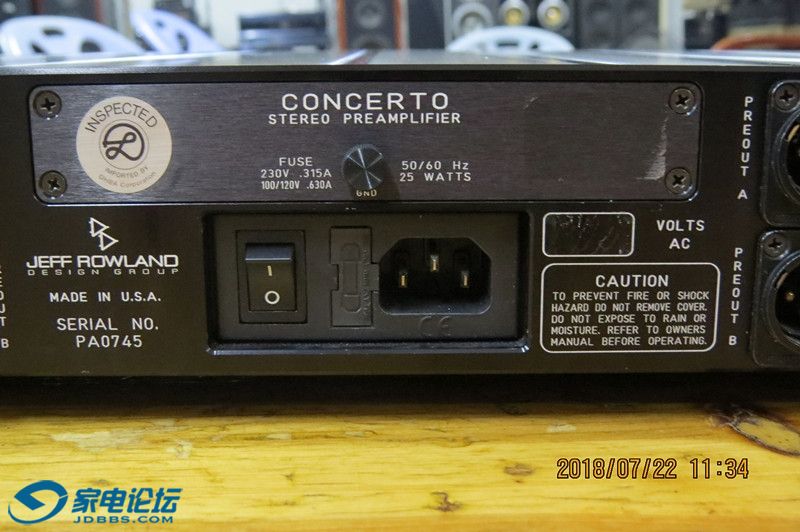 CONCERTO
STEREO PREAMPLIFIER
INSPECTED
IMPORTED BY
Corporation
FUSE
230V .315A
100/120V .630A
GND
50/60 Hz
25 WATTS
PREOUT A
JEFF ROWLAND
DESIGN GROUP
MADE IN U.S.A.
SERIAL NO.
PA0745
I
O
CE
VOLTS
AC
CAUTION
TO PREVENT FIRE OR SHOCK
HAZARD DO NOT REMOVE COVER.
DO NOT EXPOSE TO RAIN OR
MOISTURE. REFER TO OWNERS
MANUAL BEFORE OPERATING.
PREOUT B
2018/07/22 11:34
家电论坛
JDBBS.COM